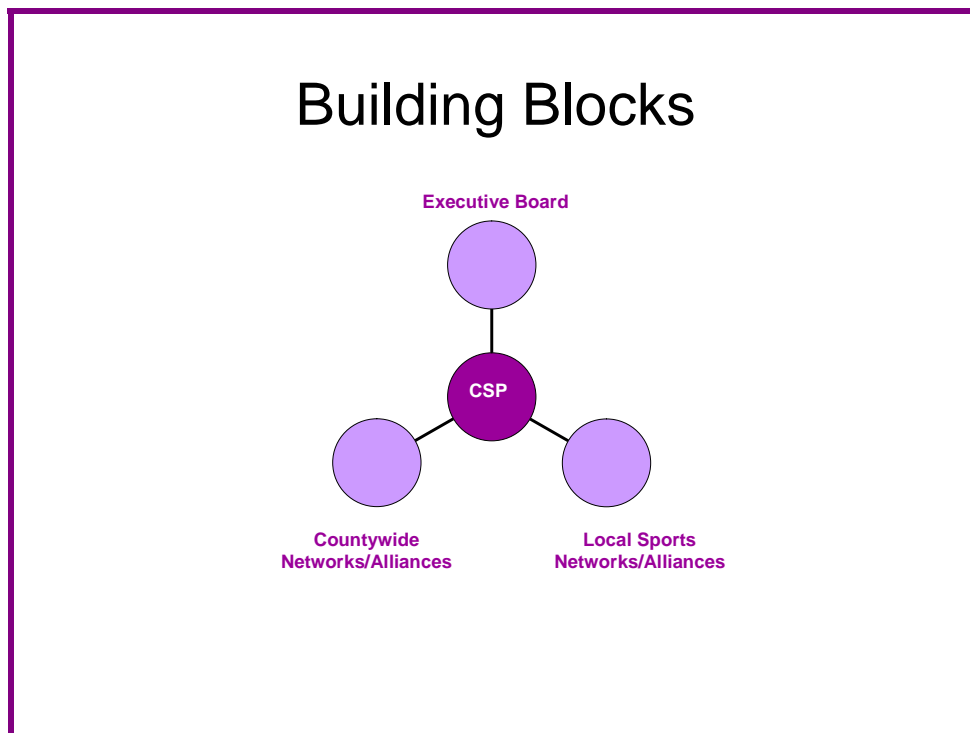 Building Blocks
Executive Board
CSP
Countywide
Networks/Alliances
Local Sports
Networks/Alliances